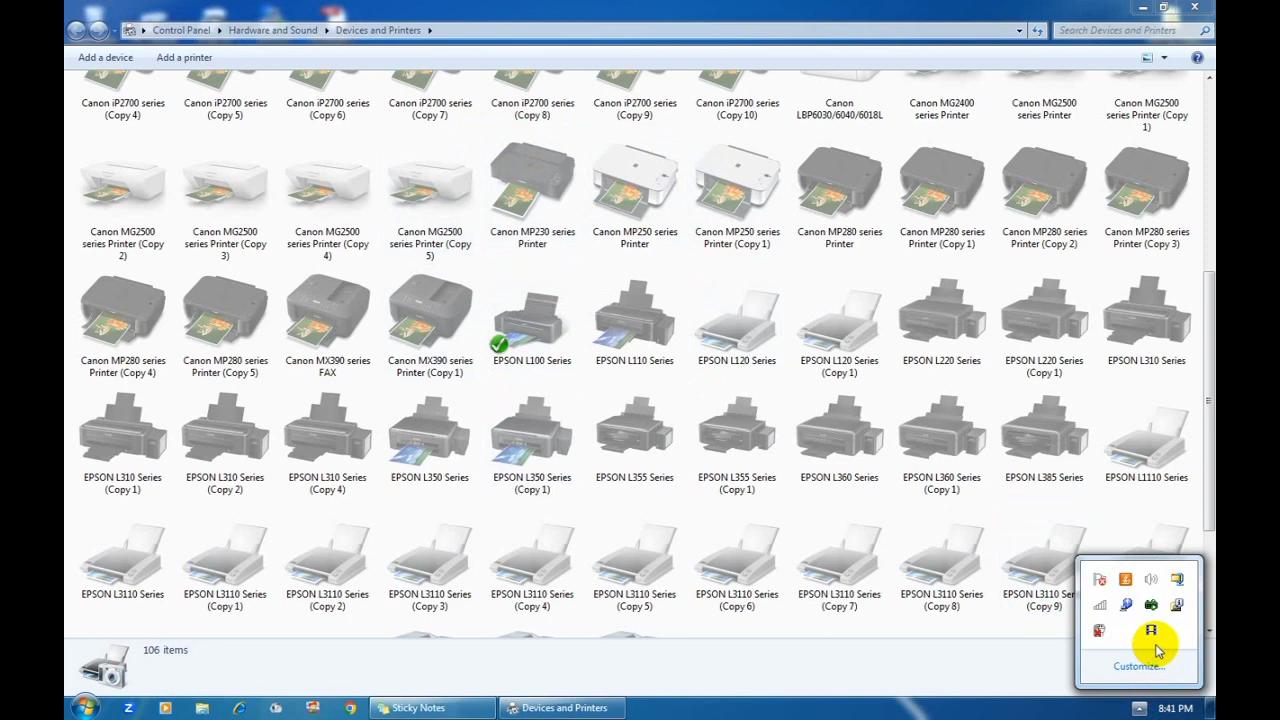 Control Panel Hardware and Sound Devices and Printers Search Devices and Printers
Add a device Add a printer
Canon iP2700 series (Copy 4)
Canon iP2700 series (Copy 5)
Canon iP2700 series (Copy 6)
Canon iP2700 series (Copy 7)
Canon iP2700 series (Copy 8)
Canon iP2700 series (Copy 9)
Canon iP2700 series (Copy 10)
Canon LBP6030/6040/6018L
Canon MG2400 series Printer
Canon MG2500 series Printer
Canon MG2500 series Printer (Copy 1)
Canon MG2500 series Printer (Copy 2)
Canon MG2500 series Printer (Copy 3)
Canon MG2500 series Printer (Copy 4)
Canon MG2500 series Printer (Copy 5)
Canon MP230 series Printer
Canon MP250 series Printer
Canon MP250 series Printer (Copy 1)
Canon MP280 series Printer
Canon MP280 series Printer (Copy 1)
Canon MP280 series Printer (Copy 2)
Canon MP280 series Printer (Copy 3)
Canon MP280 series Printer (Copy 4)
Canon MP280 series Printer (Copy 5)
Canon MX390 series FAX
Canon MX390 series Printer (Copy 1)
EPSON L100 Series
EPSON L110 Series
EPSON L120 Series
EPSON L120 Series (Copy 1)
EPSON L220 Series
EPSON L220 Series (Copy 1)
EPSON L310 Series
EPSON L310 Series (Copy 1)
EPSON L310 Series (Copy 2)
EPSON L310 Series (Copy 4)
EPSON L350 Series
EPSON L350 Series (Copy 1)
EPSON L355 Series
EPSON L355 Series (Copy 1)
EPSON L360 Series
EPSON L360 Series (Copy 1)
EPSON L385 Series
EPSON L1110 Series
EPSON L3110 Series
EPSON L3110 Series (Copy 1)
EPSON L3110 Series (Copy 2)
EPSON L3110 Series (Copy 3)
EPSON L3110 Series (Copy 4)
EPSON L3110 Series (Copy 5)
EPSON L3110 Series (Copy 6)
EPSON L3110 Series (Copy 7)
EPSON L3110 Series (Copy 8)
EPSON L3110 (Copy 9)
106 items
Customize...
Sticky Notes Devices and Printers 8:41 PM